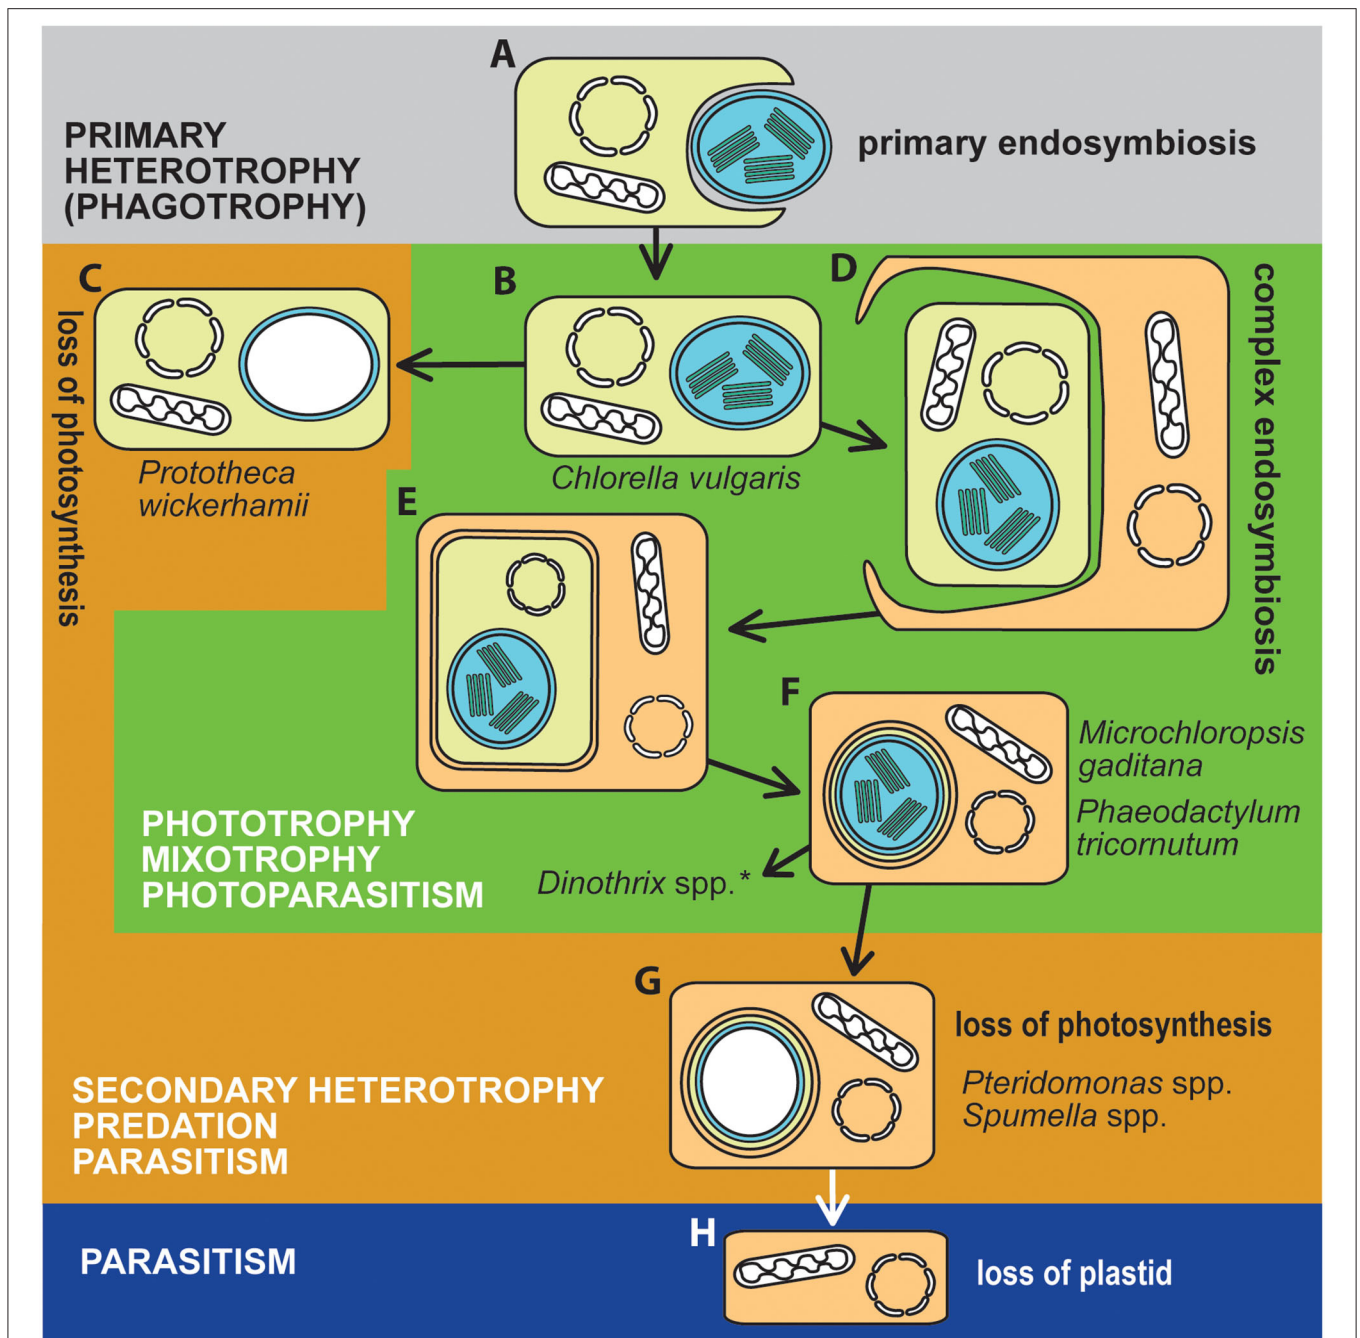 A
PRIMARY
HETEROTROPHY
(PHAGOTROPHY)
primary endosymbiosis
C
B
D
loss of photosynthesis
complex endosymbiosis
Prototheca
wickerhamii
Chlorella vulgaris
E
F
Microchloropsis
gaditana
Phaeodactylum
tricornutum
PHOTOTROPHY
MIXOTROPHY
PHOTOPARASITISM
Dinothrix spp.*
G
loss of photosynthesis
Pteridomonas spp.
Spumella spp.
SECONDARY HETEROTROPHY
PREDATION
PARASITISM
H
PARASITISM
loss of plastid